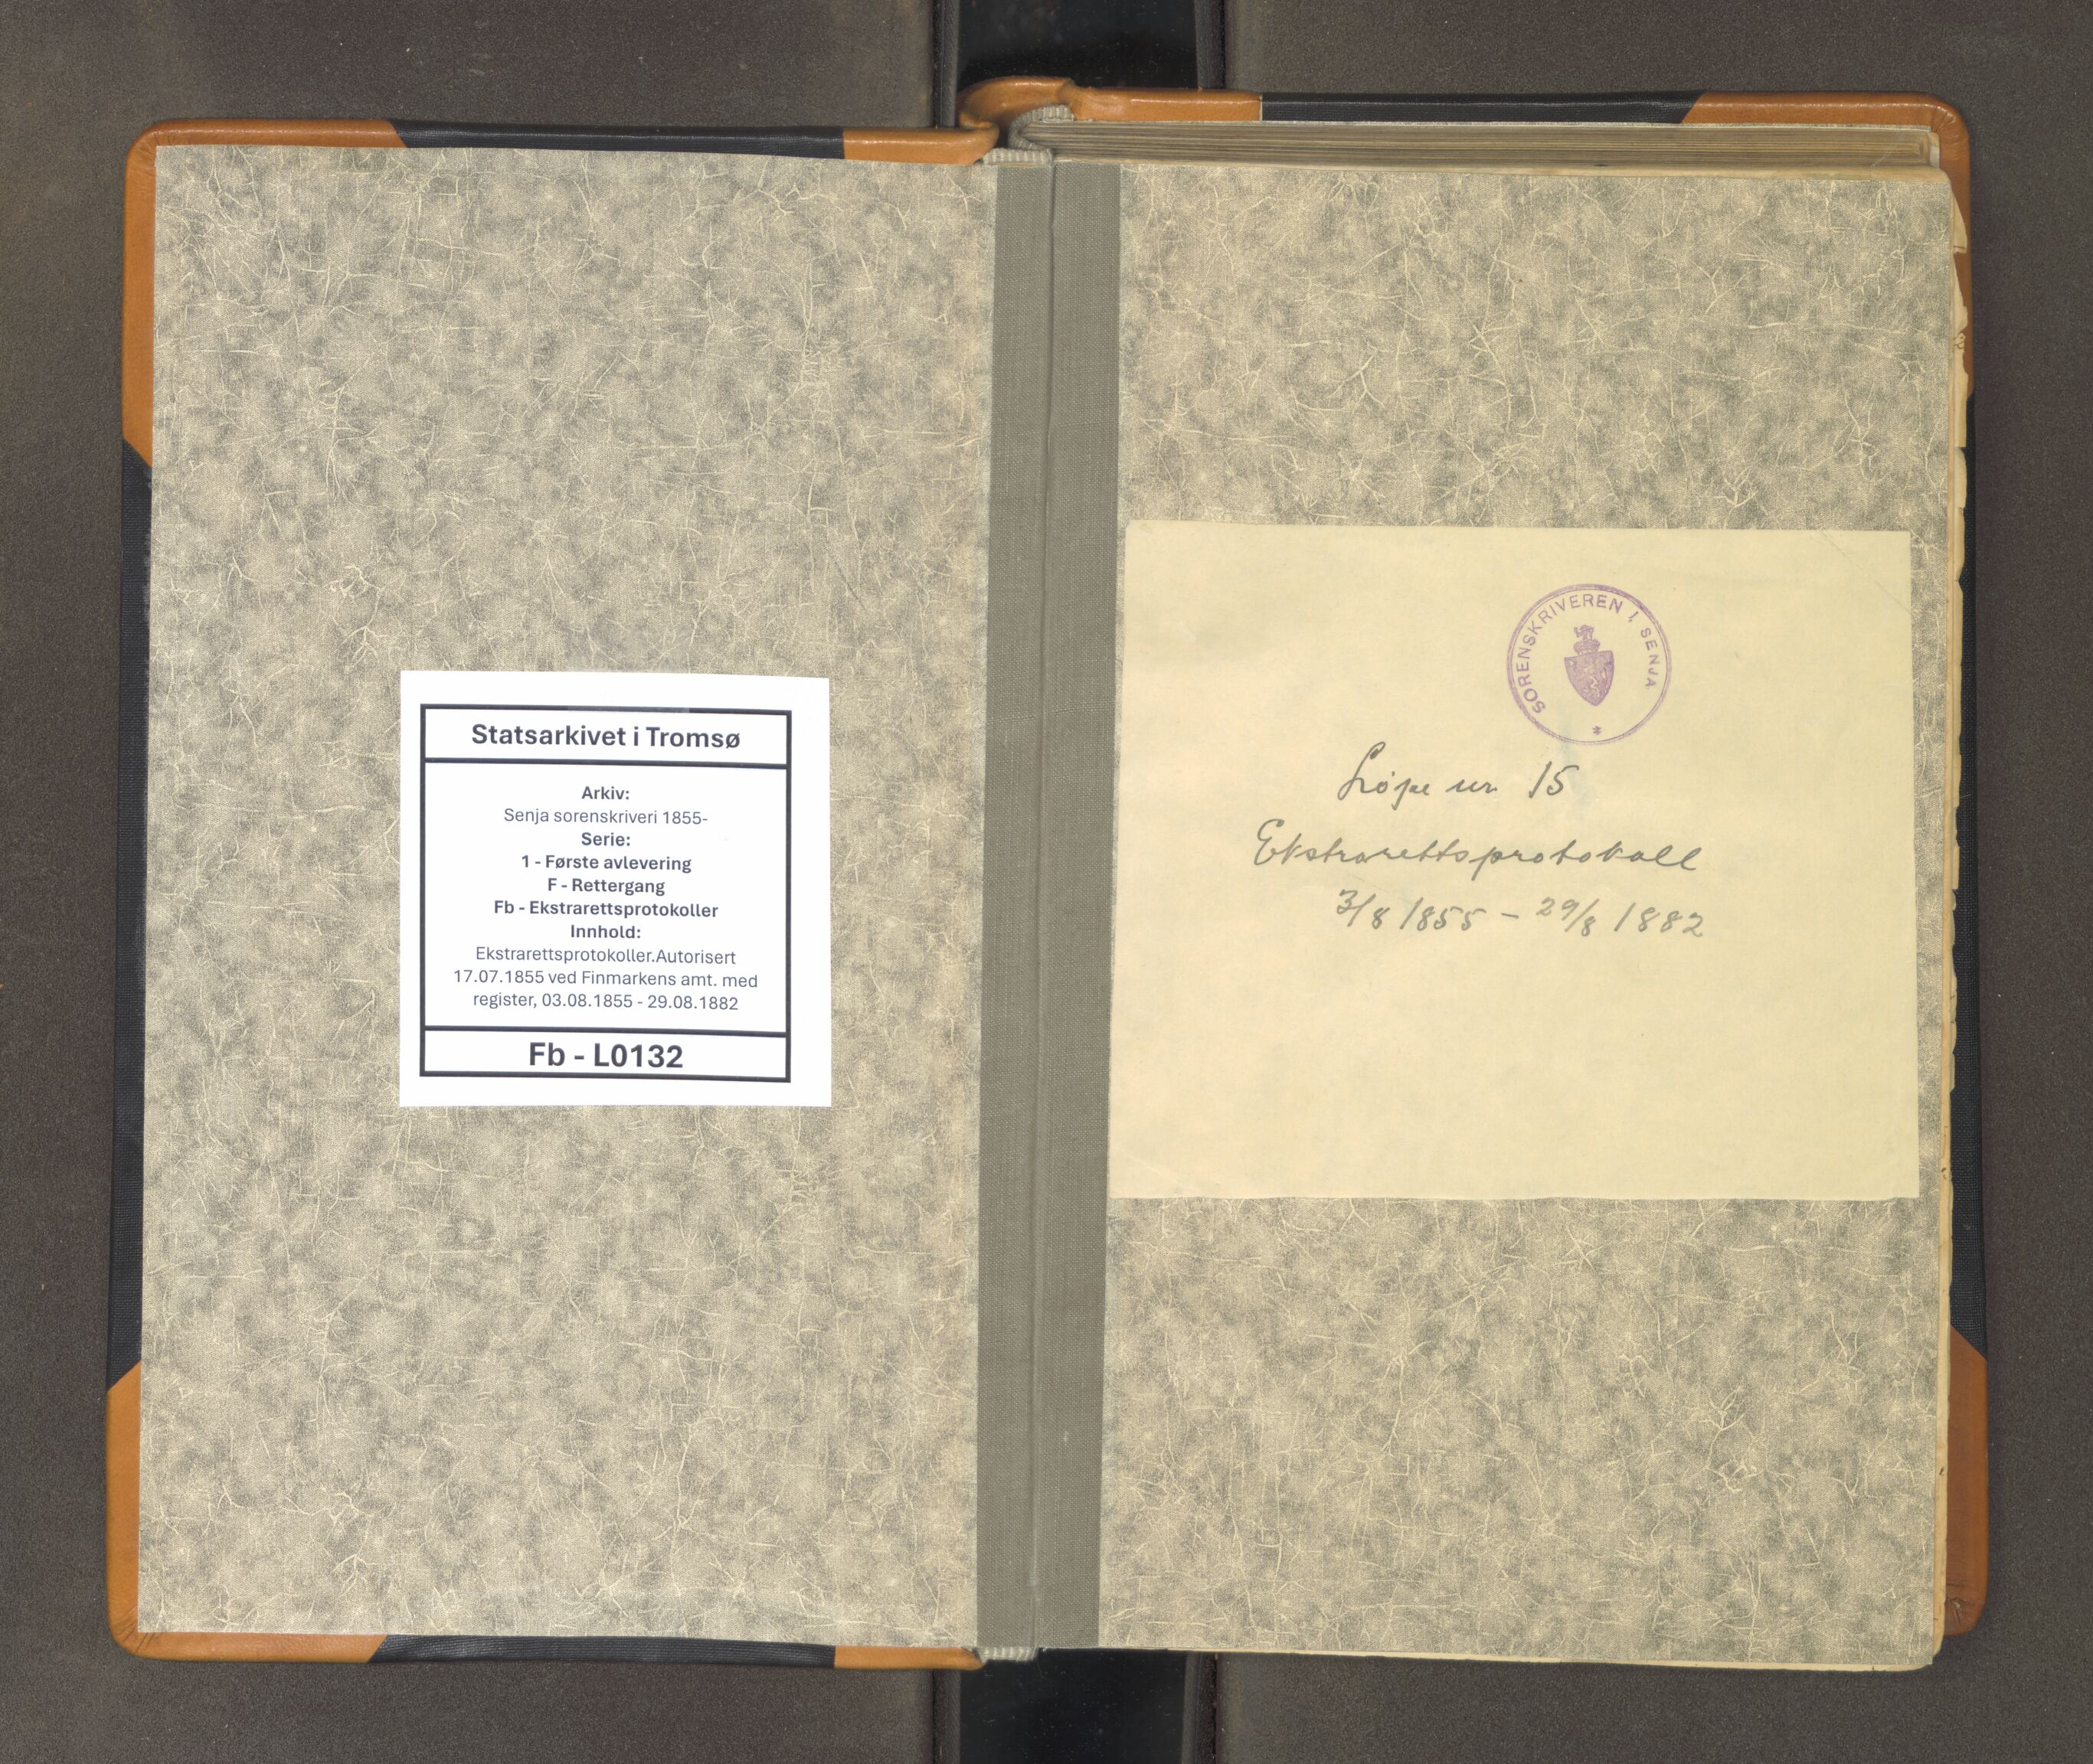 Statsarkivet i Tromsø
Arkiv:
Senja sorenskriveri 1855-
Serie:
1 - Første avlevering
F - Rettergang
Fb - Ekstrarettsprotokoller
Innhold:
Ekstrarettsprotokoller.Autorisert
17.07.1855 ved Finmarkens amt. med
register, 03.08.1855 - 29.08.1882
Fb - L0132
SORENSKRIVEREN I SENJA
*
Løpe nr 15
Ekstrarettsprotokoll
3/8 1855 - 29/8 1882